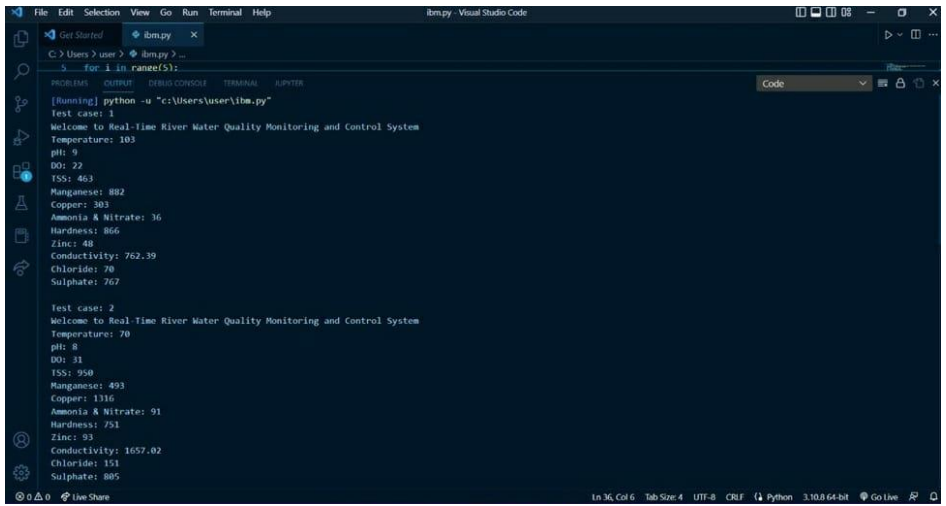 File Edit Selection View Go Run Terminal Help ibm.py - Visual Studio Code
Get Started ibm.py
C: > Users > user > ibm.py > ...
5 for i in range(5):
PROBLEMS OUTPUT DEBUG CONSOLE TERMINAL JUPYTER Code
[Running] python -u "c:\Users\user\ibm.py"
Test case: 1
Welcome to Real-Time River Water Quality Monitoring and Control System
Temperature: 103
pH: 9
DO: 22
TSS: 463
Manganese: 882
Copper: 303
Ammonia & Nitrate: 36
Hardness: 866
Zinc: 48
Conductivity: 762.39
Chloride: 70
Sulphate: 767
Test case: 2
Welcome to Real-Time River Water Quality Monitoring and Control System
Temperature: 70
pH: 8
DO: 31
TSS: 950
Manganese: 493
Copper: 1316
Ammonia & Nitrate: 91
Hardness: 751
Zinc: 93
Conductivity: 1657.02
Chloride: 151
Sulphate: 805
0 0 Live Share Ln 36, Col 6 Tab Size: 4 UTF-8 CRLF Python 3.10.8 64-bit Go Live